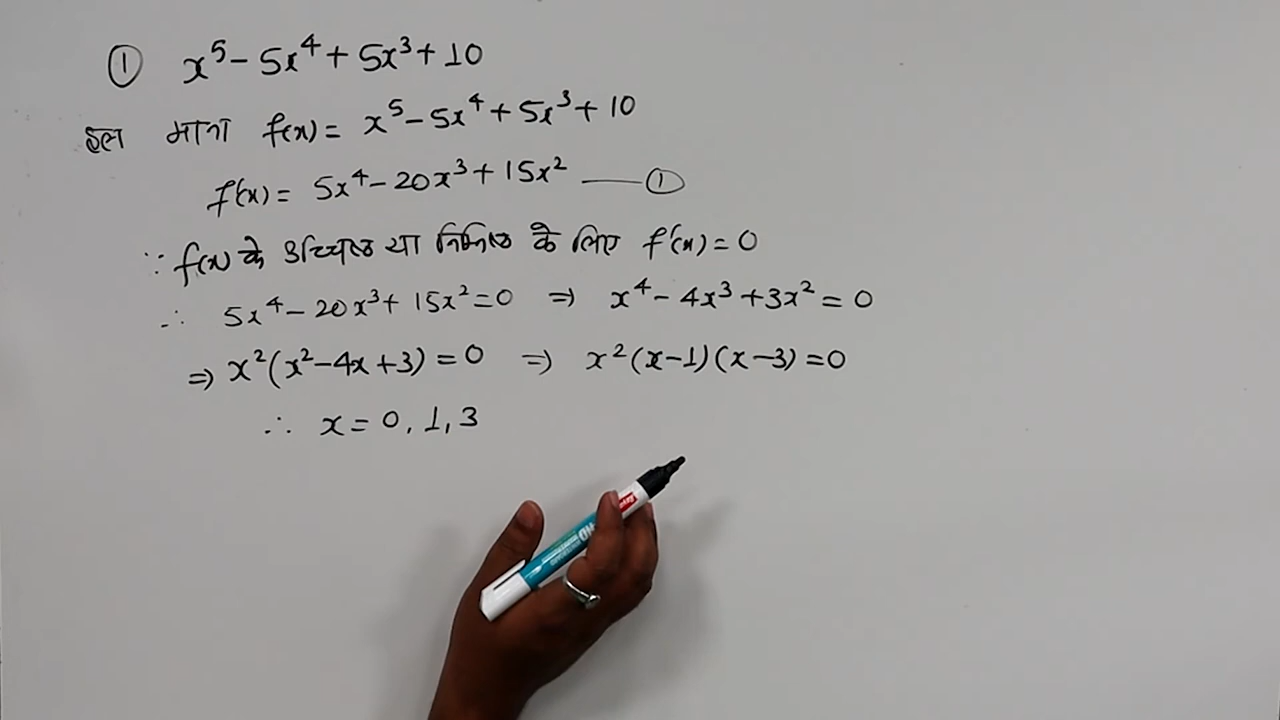 ① x⁵ - 5x⁴ + 5x³ + 10
हल माना f(x) = x⁵ - 5x⁴ + 5x³ + 10
f'(x) = 5x⁴ - 20x³ + 15x² —— ①
∵ f(x) के उच्चिष्ठ या निम्निष्ठ के लिए f'(x) = 0
∴ 5x⁴ - 20x³ + 15x² = 0 ⇒ x⁴ - 4x³ + 3x² = 0
⇒ x²(x² - 4x + 3) = 0 ⇒ x²(x - 1)(x - 3) = 0
∴ x = 0, 1, 3